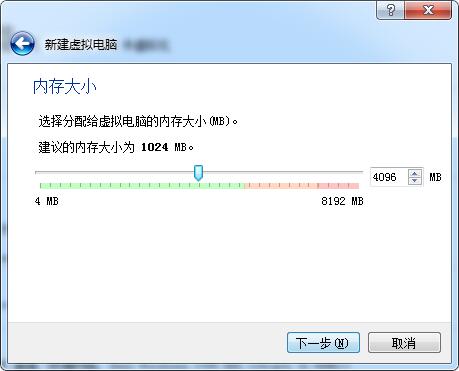 新建虚拟电脑
内存大小
选择分配给虚拟电脑的内存大小(MB)。
建议的内存大小为 1024 MB。
4096 MB
4 MB 8192 MB
下一步(N) 取消